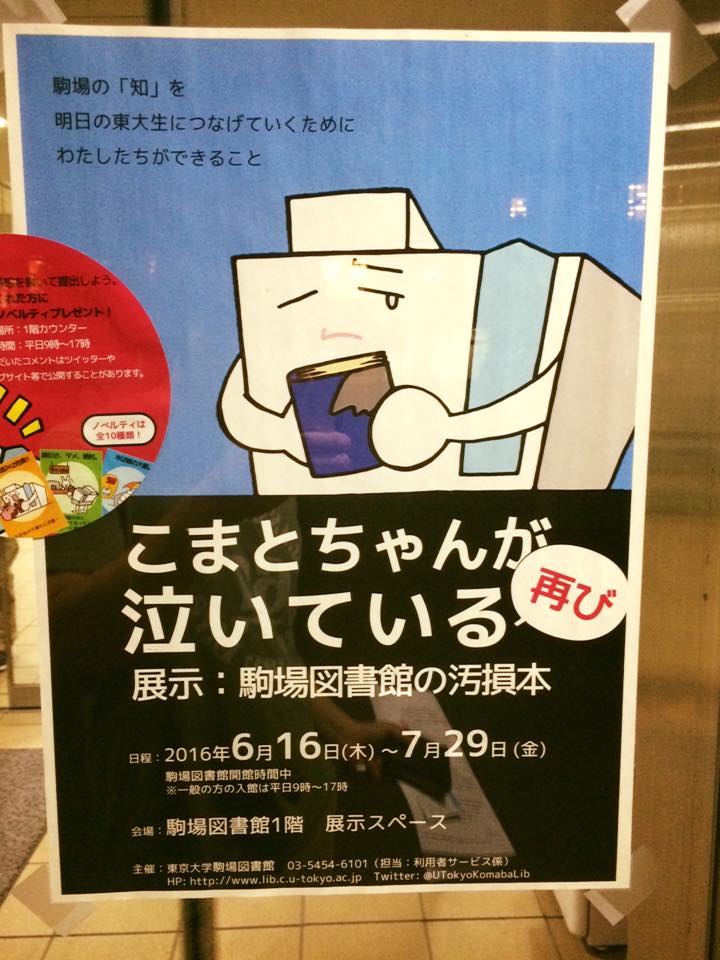 駒場の「知」を
明日の東大生につなげていくために
わたしたちができること
を書いて提出しよう。
れた方に
ノベルティプレゼント！
場所：1階カウンター
時間：平日9時〜17時
だいたコメントはツイッターや
ブサイト等で公開することがあります。
ノベルティは
全10種類！
こまとちゃんが
泣いている
再び
展示：駒場図書館の汚損本
日程：2016年6月16日(木)〜7月29日(金)
駒場図書館開館時間中
※一般の方の入館は平日9時〜17時
会場：駒場図書館1階　展示スペース
主催：東京大学駒場図書館　03-5454-6101（担当：利用者サービス係）
HP: http://www.lib.c.u-tokyo.ac.jp　Twitter: @UTokyoKomabaLib